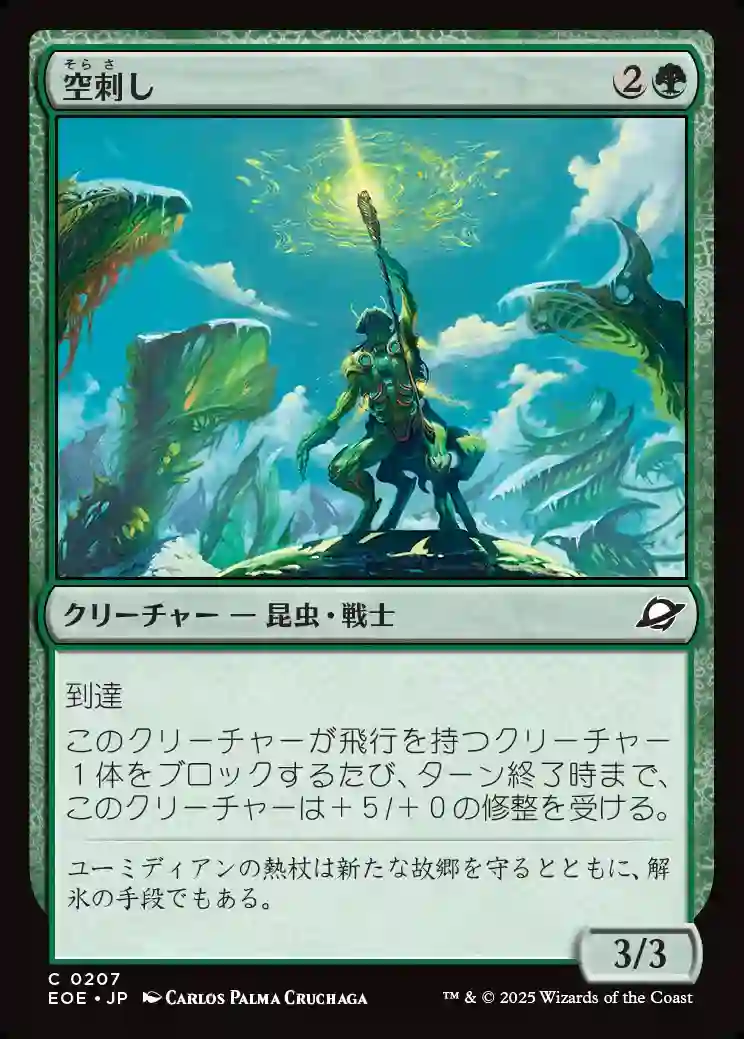 そらさ
空刺し
2
クリーチャー — 昆虫・戦士
到達
このクリーチャーが飛行を持つクリーチャー
１体をブロックするたび、ターン終了時まで、
このクリーチャーは＋５/＋０の修整を受ける。
ユーミディアンの熱杖は新たな故郷を守るとともに、解
氷の手段でもある。
3/3
C 0207
EOE • JP Carlos Palma Cruchaga
™ & © 2025 Wizards of the Coast